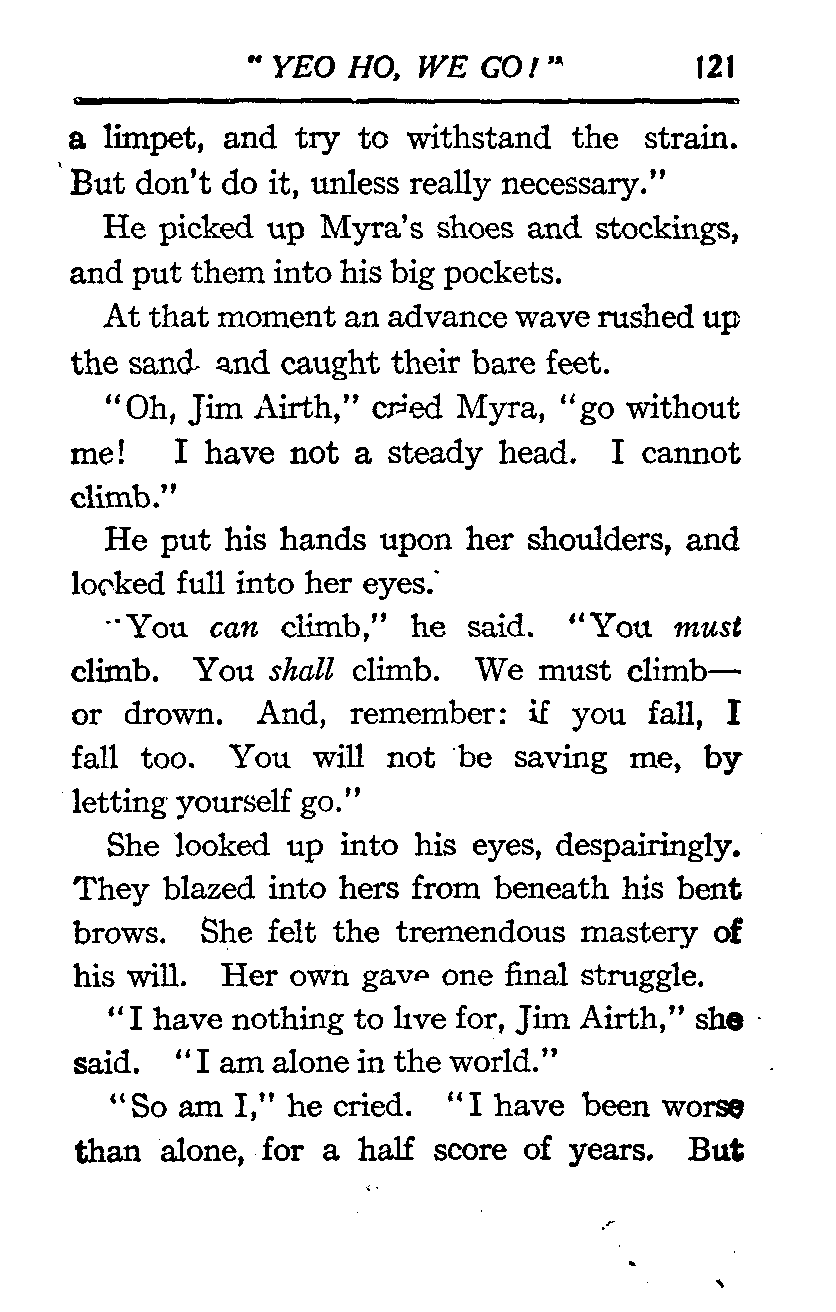 " YEO HO, WE GO! " 121
a limpet, and try to withstand the strain.
But don't do it, unless really necessary."
He picked up Myra's shoes and stockings,
and put them into his big pockets.
At that moment an advance wave rushed up
the sand and caught their bare feet.
"Oh, Jim Airth," cried Myra, "go without
me! I have not a steady head. I cannot
climb."
He put his hands upon her shoulders, and
looked full into her eyes.
"You can climb," he said. "You must
climb. You shall climb. We must climb—
or drown. And, remember: if you fall, I
fall too. You will not be saving me, by
letting yourself go."
She looked up into his eyes, despairingly.
They blazed into hers from beneath his bent
brows. She felt the tremendous mastery of
his will. Her own gave one final struggle.
"I have nothing to live for, Jim Airth," she
said. "I am alone in the world."
"So am I," he cried. "I have been worse
than alone, for a half score of years. But